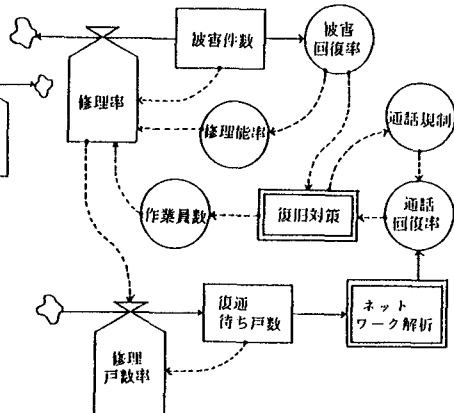 被害件数
被害
回復率
修理率
修理能率
通話規制
作業員数
復旧対策
通話
回復率
復通
待ち戸数
ネット
ワーク解析
修理
戸数率